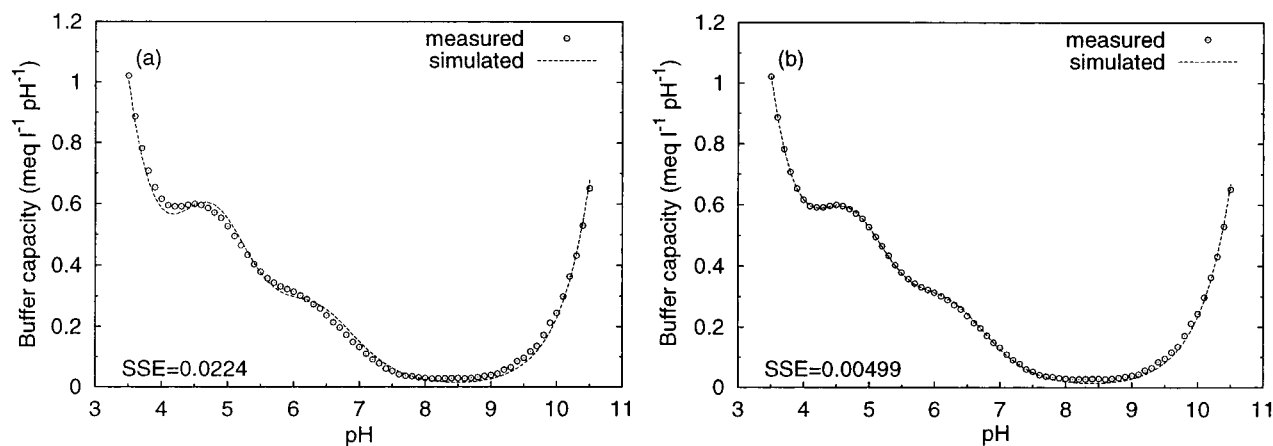 Buffer capacity (meq l⁻¹ pH⁻¹)
1.2
1
0.8
0.6
0.4
0.2
0
(a)
measured
simulated
SSE=0.0224
3 4 5 6 7 8 9 10 11
pH
Buffer capacity (meq l⁻¹ pH⁻¹)
1.2
1
0.8
0.6
0.4
0.2
0
(b)
measured
simulated
SSE=0.00499
3 4 5 6 7 8 9 10 11
pH